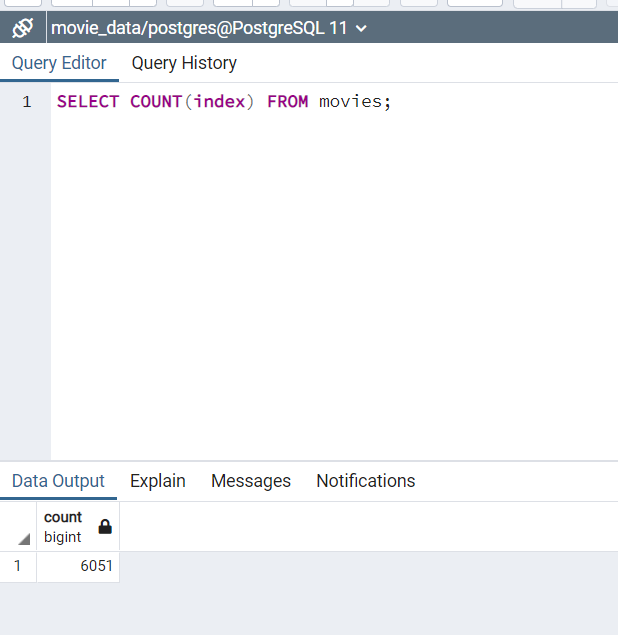 movie_data/postgres@PostgreSQL 11
Query Editor Query History
1 SELECT COUNT(index) FROM movies;
Data Output Explain Messages Notifications
count
bigint
1 6051